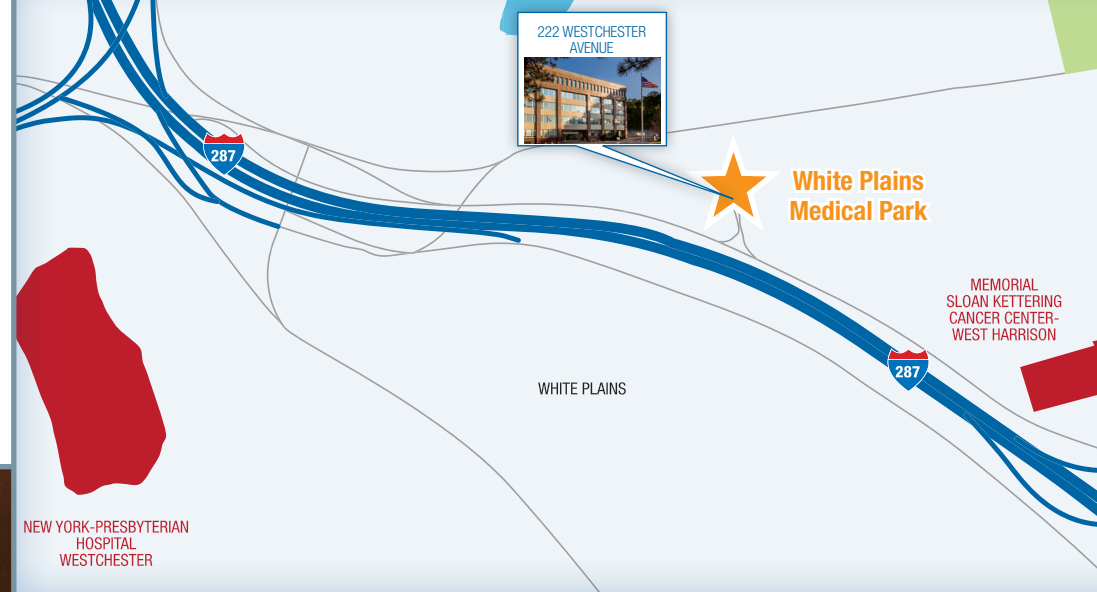 222 WESTCHESTER
AVENUE
287
White Plains
Medical Park
MEMORIAL
SLOAN KETTERING
CANCER CENTER-
WEST HARRISON
287
WHITE PLAINS
NEW YORK-PRESBYTERIAN
HOSPITAL
WESTCHESTER